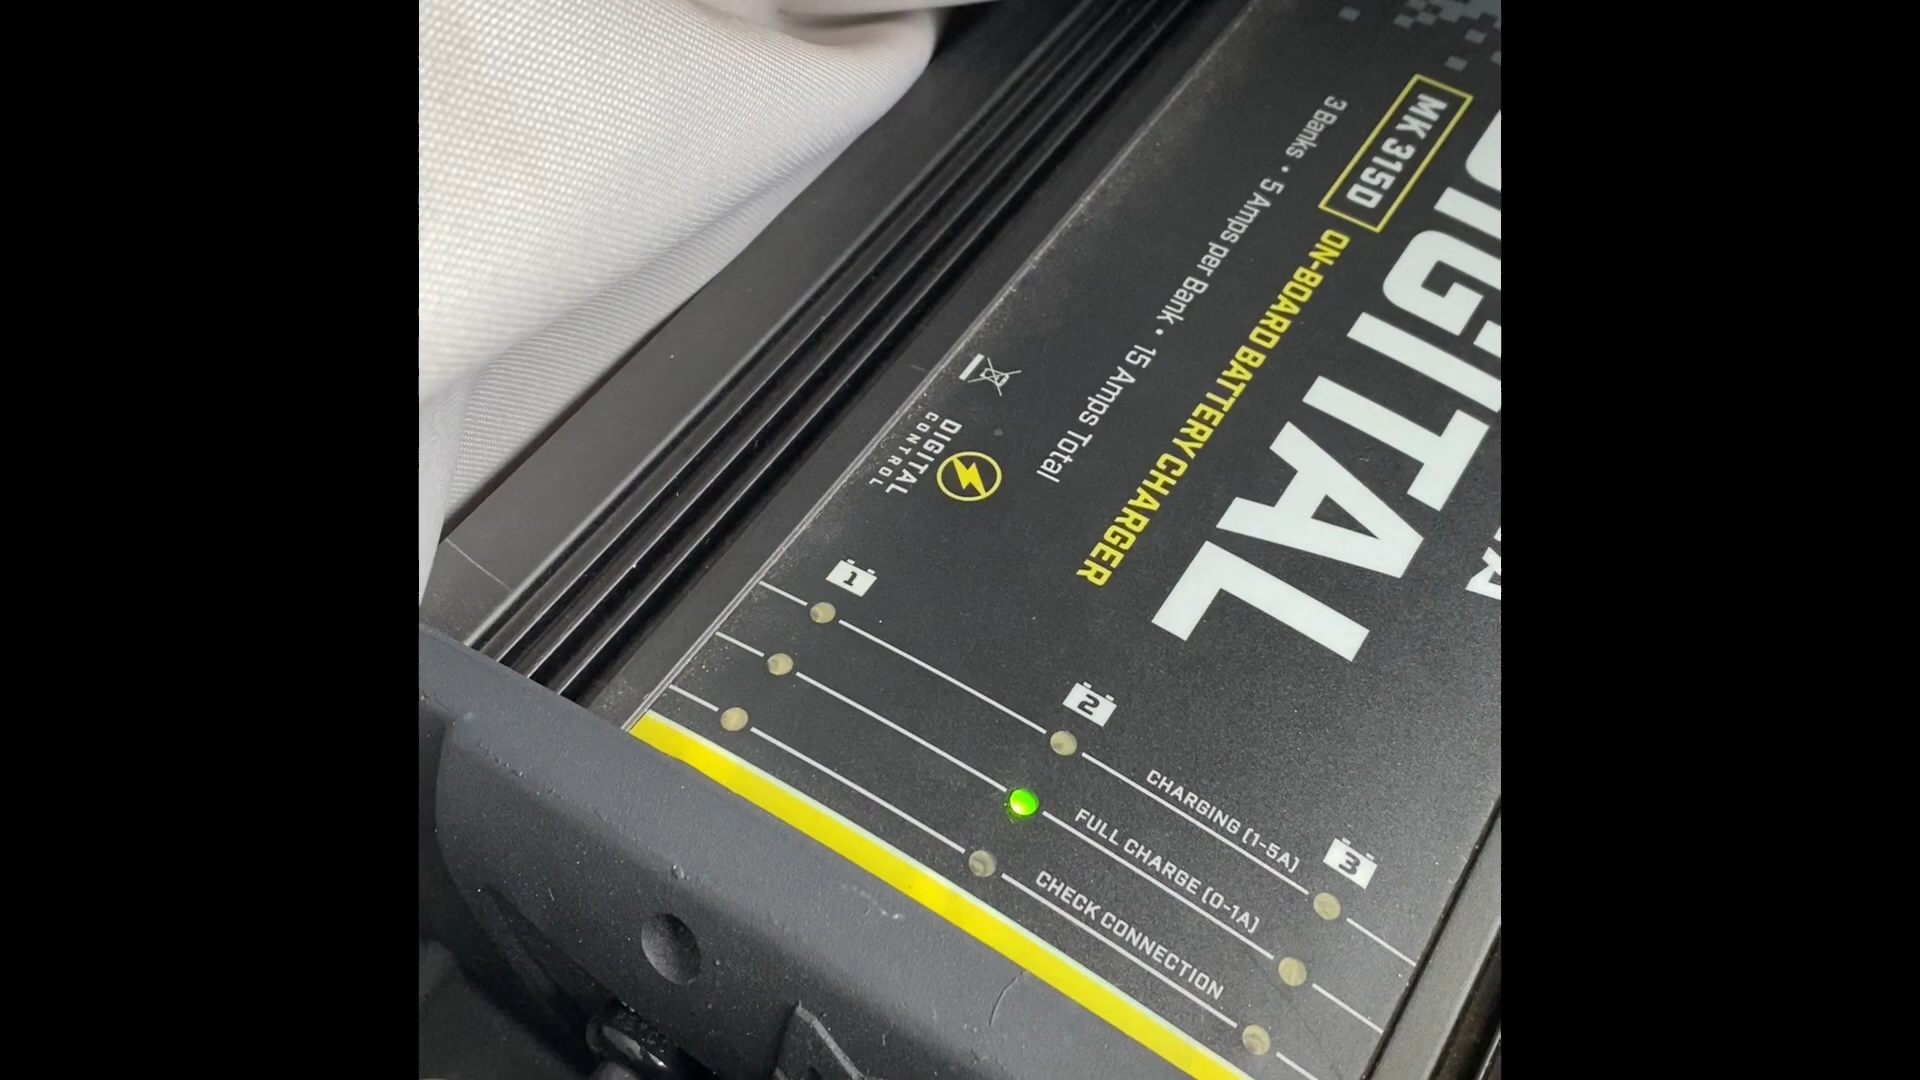 DIGITAL
MK 315D
ON-BOARD BATTERY CHARGER
3 Banks • 5 Amps per Bank • 15 Amps Total
DIGITAL
CONTROL
1
2
3
CHARGING (1-5A)
FULL CHARGE (0-1A)
CHECK CONNECTION